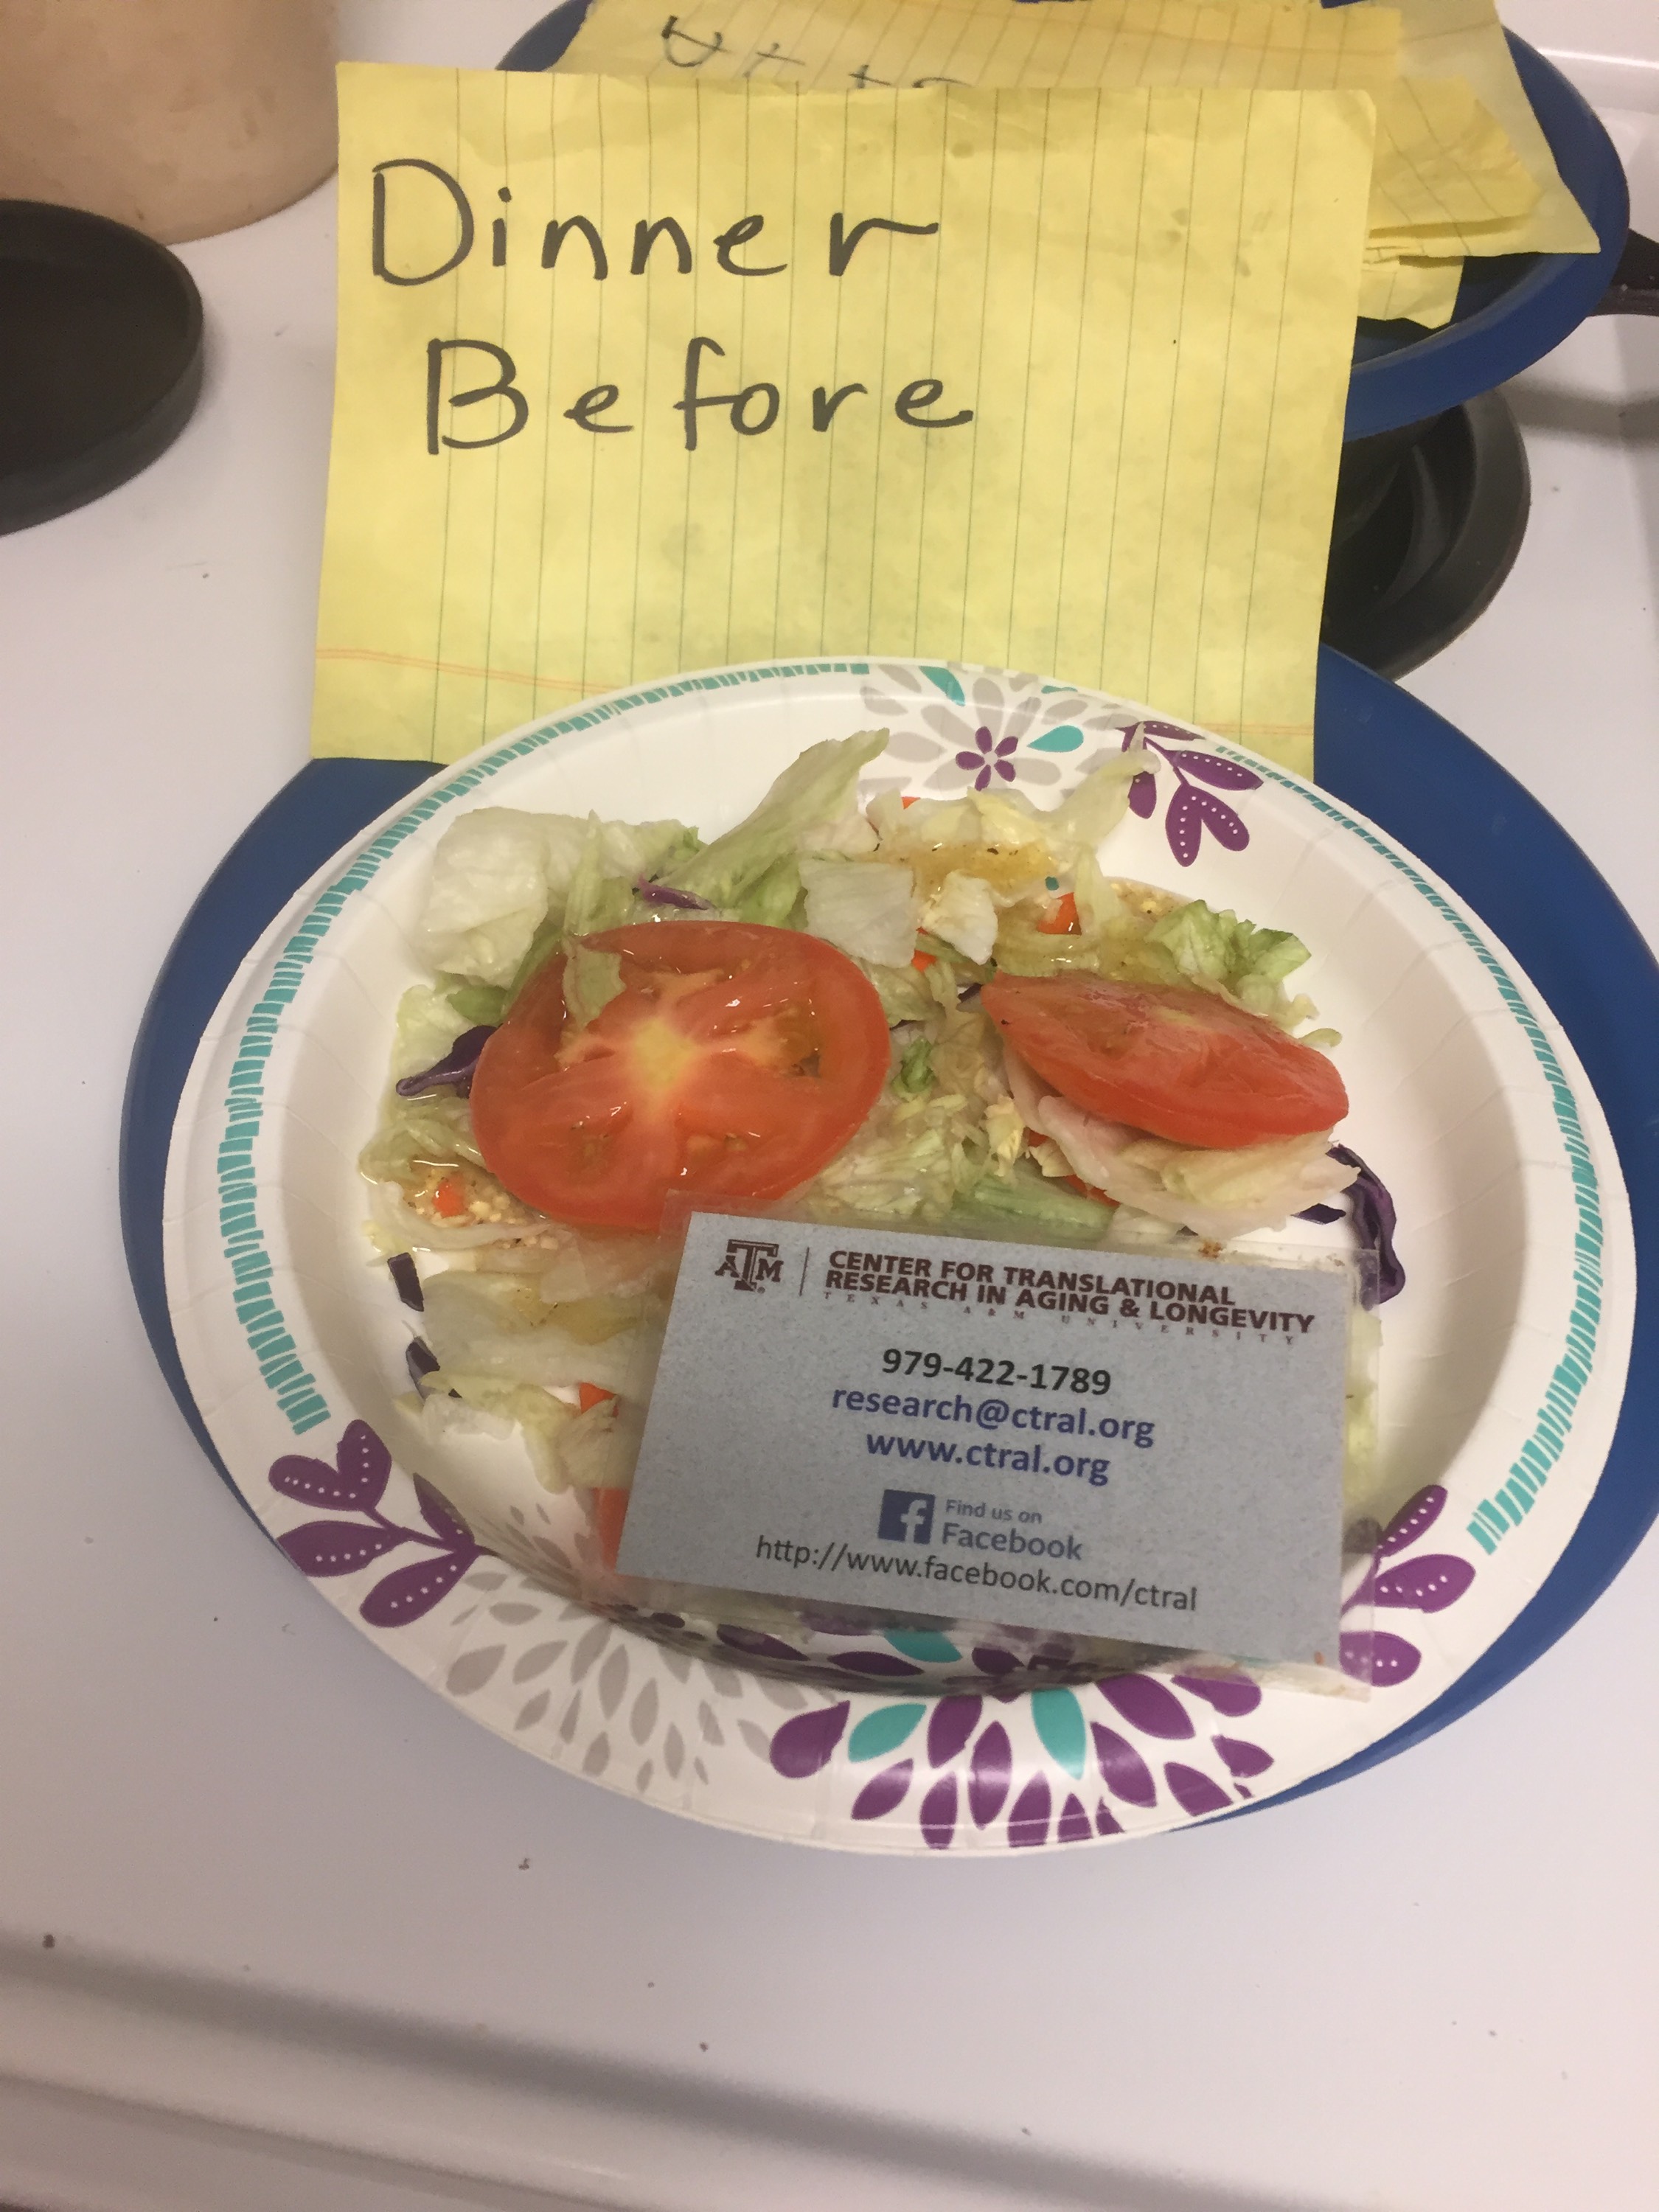 Dinner
Before
ATM
CENTER FOR TRANSLATIONAL
RESEARCH IN AGING & LONGEVITY
TEXAS A&M UNIVERSITY
979-422-1789
research@ctral.org
www.ctral.org
f Find us on
Facebook
http://www.facebook.com/ctral